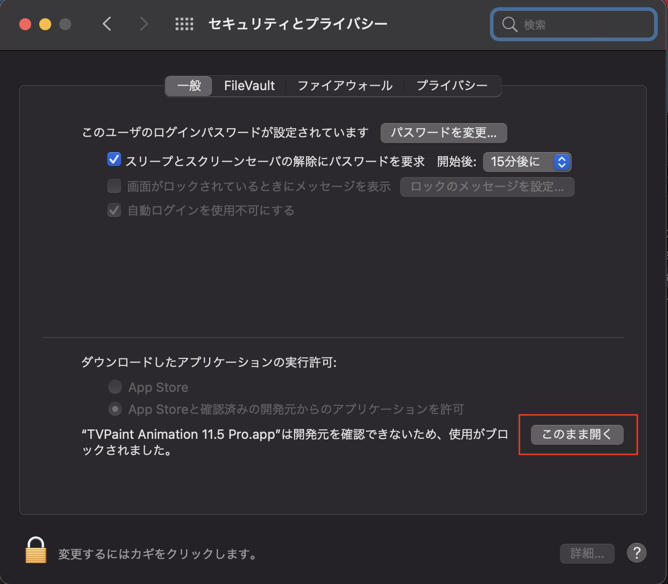 セキュリティとプライバシー
検索
一般 FileVault ファイアウォール プライバシー
このユーザのログインパスワードが設定されています パスワードを変更...
スリープとスクリーンセーバの解除にパスワードを要求 開始後: 15分後に
画面がロックされているときにメッセージを表示 ロックのメッセージを設定...
自動ログインを使用不可にする
ダウンロードしたアプリケーションの実行許可:
App Store
App Storeと確認済みの開発元からのアプリケーションを許可
“TVPaint Animation 11.5 Pro.app”は開発元を確認できないため、使用がブロ
ックされました。
このまま開く
変更するにはカギをクリックします。
詳細... ?